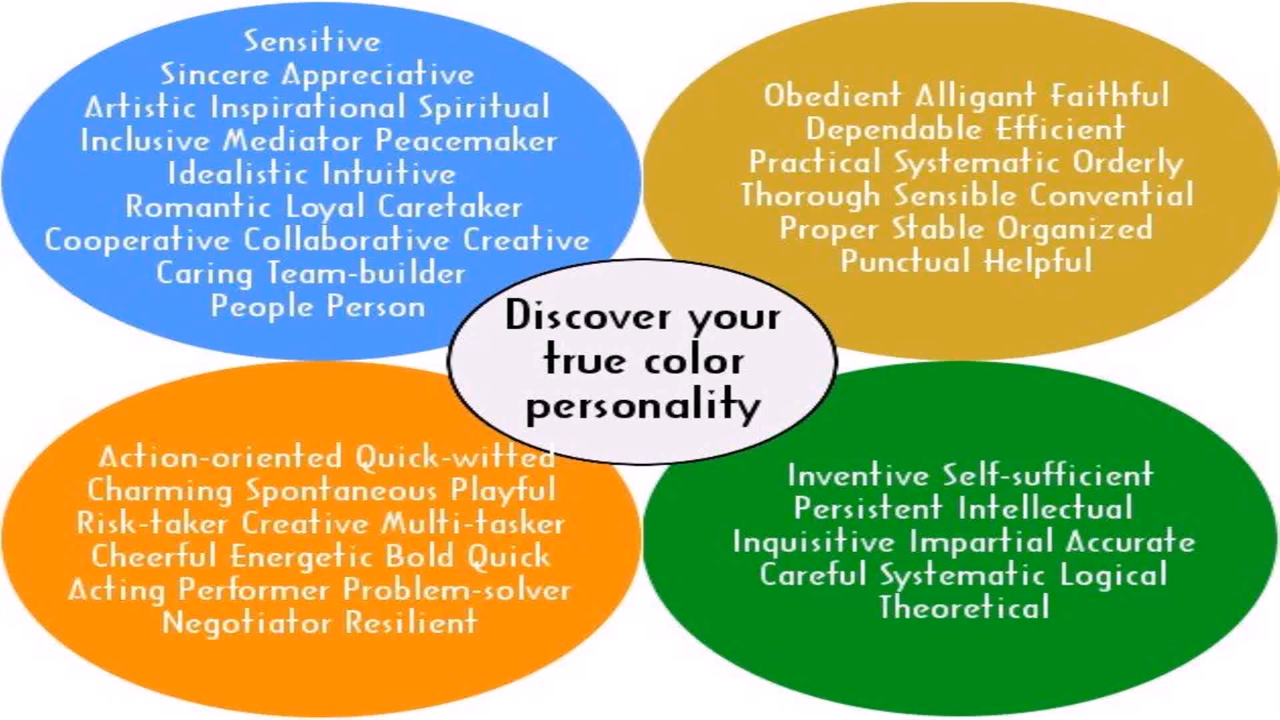 Sensitive
Sincere Appreciative
Artistic Inspirational Spiritual
Inclusive Mediator Peacemaker
Idealistic Intuitive
Romantic Loyal Caretaker
Cooperative Collaborative Creative
Caring Team-builder
People Person
Obedient Alligant Faithful
Dependable Efficient
Practical Systematic Orderly
Thorough Sensible Convential
Proper Stable Organized
Punctual Helpful
Discover your
true color
personality
Action-oriented Quick-witted
Charming Spontaneous Playful
Risk-taker Creative Multi-tasker
Cheerful Energetic Bold Quick
Acting Performer Problem-solver
Negotiator Resilient
Inventive Self-sufficient
Persistent Intellectual
Inquisitive Impartial Accurate
Careful Systematic Logical
Theoretical